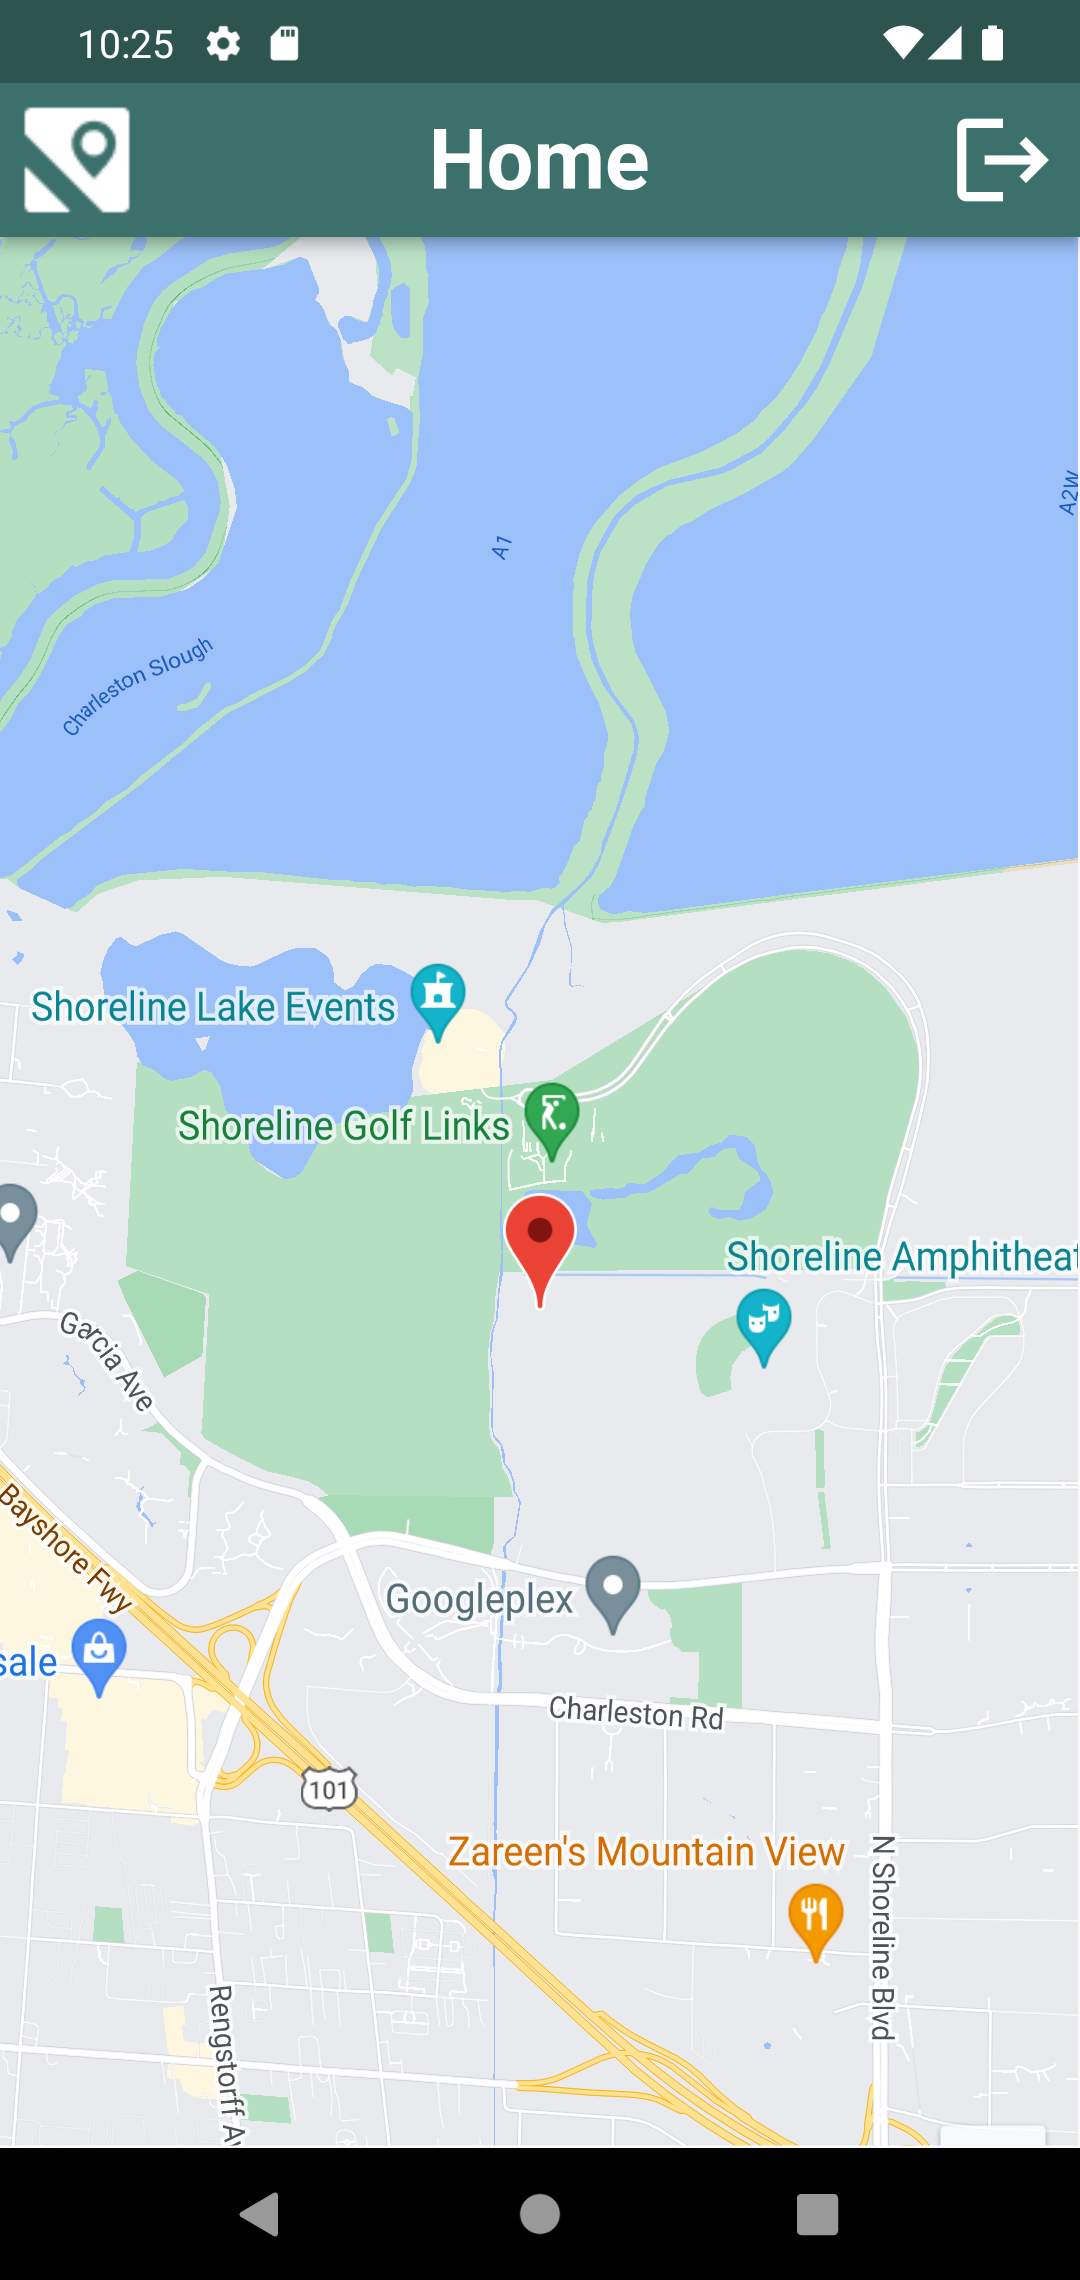 10:25
Home
A2W
A1
Charleston Slough
Shoreline Lake Events
Shoreline Golf Links
Shoreline Amphitheat
Garcia Ave
Bayshore Fwy
Googleplex
sale
Charleston Rd
101
Zareen's Mountain View
N Shoreline Blvd
Rengstorff Av